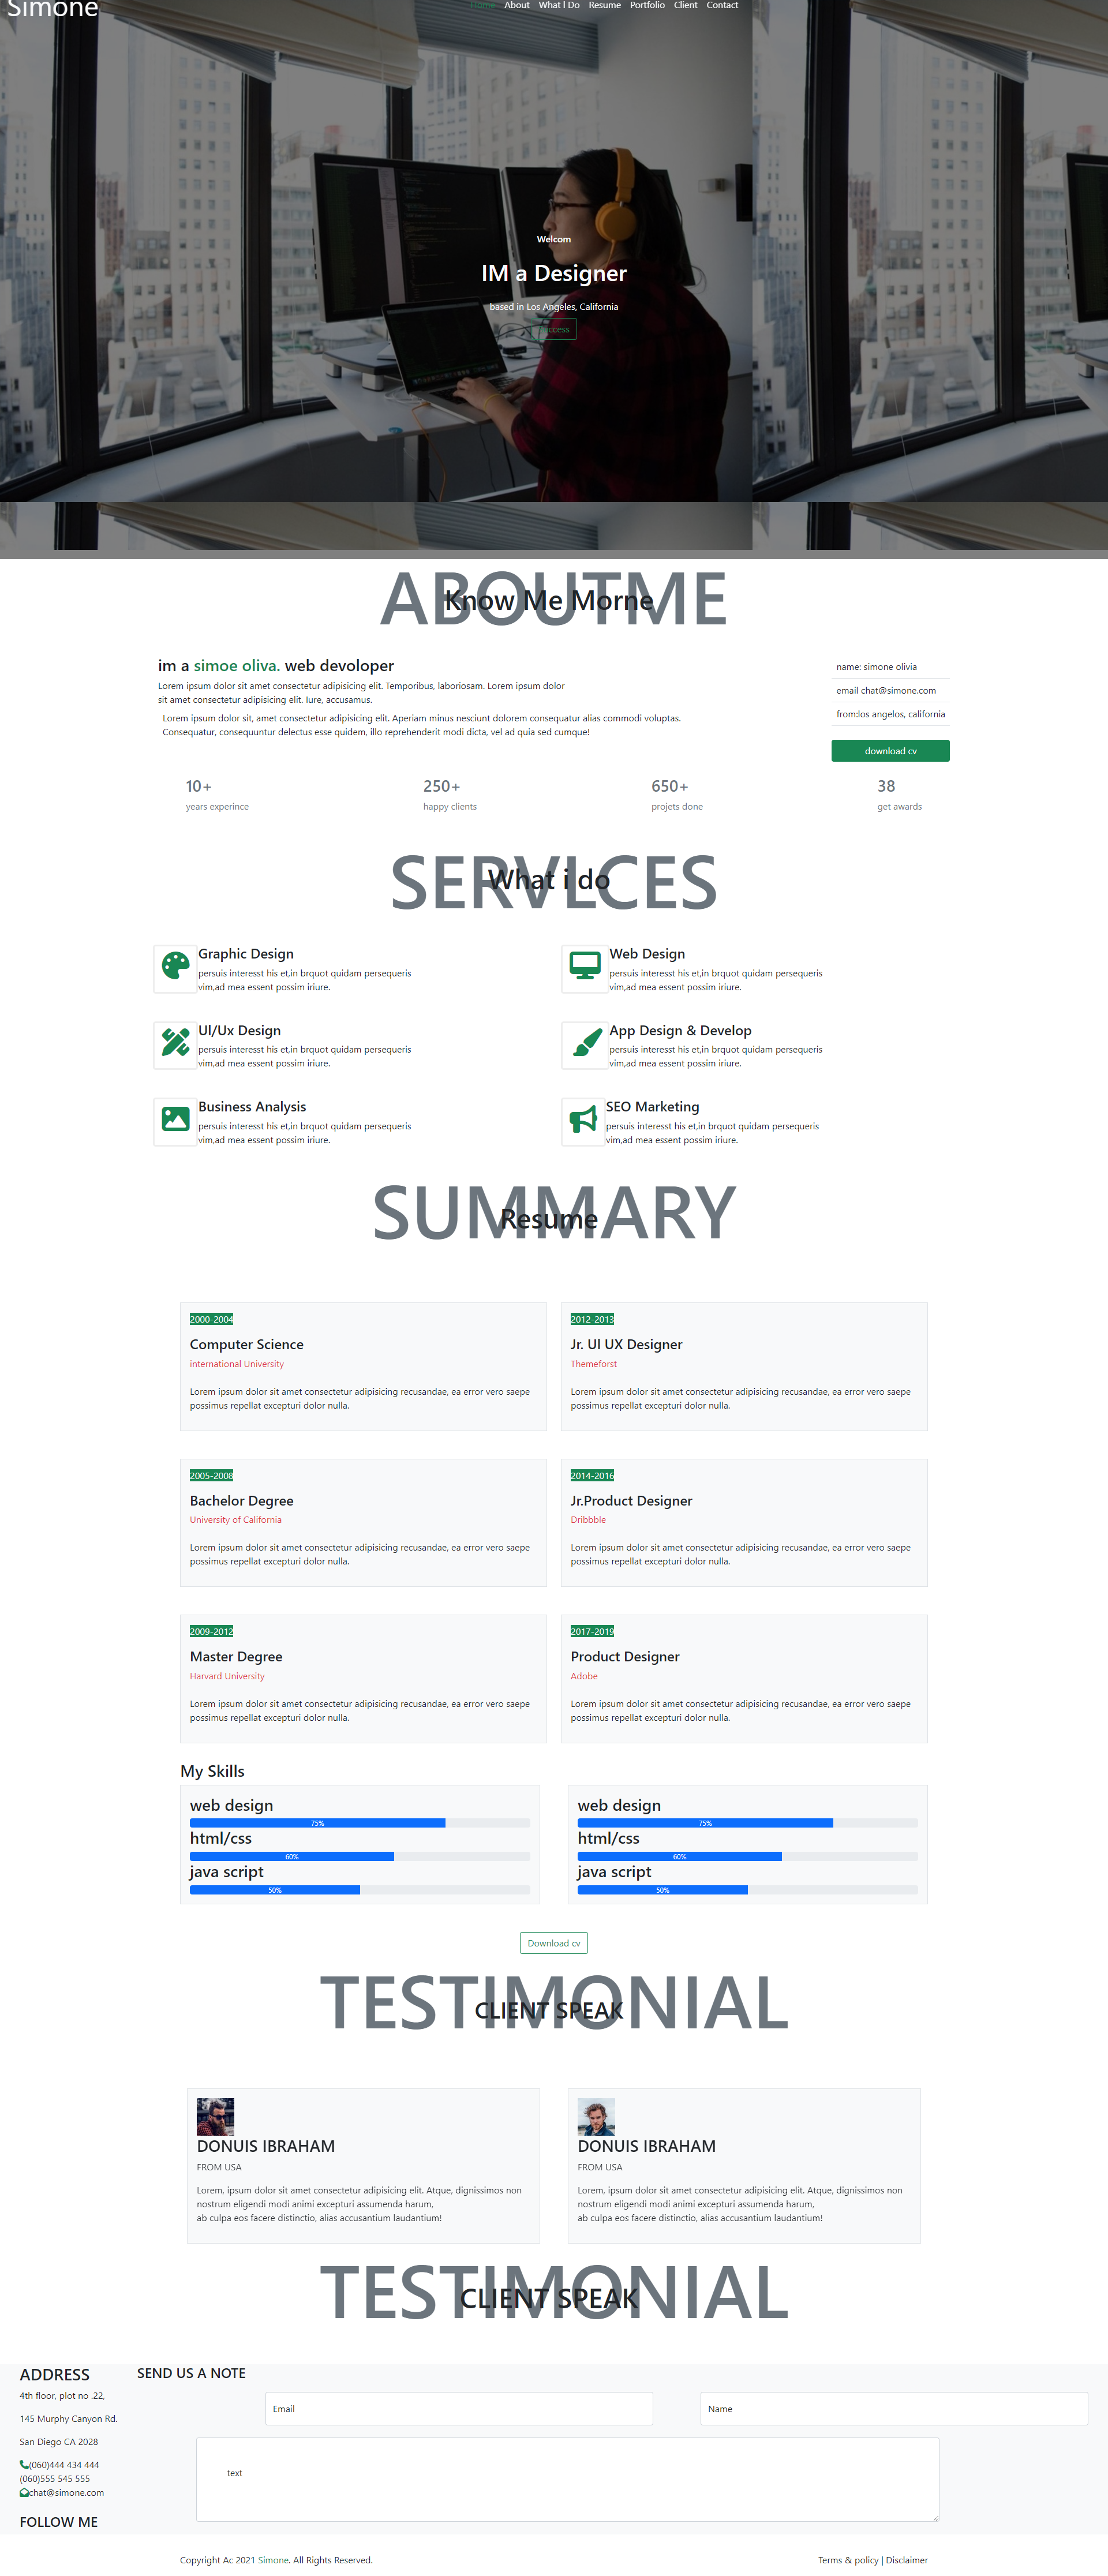 Simone
Home About What l Do Resume Portfolio Client Contact
Welcom
IM a Designer
based in Los Angeles, California
ABOUTME
Know Me Morne
im a simoe oliva. web devoloper
Lorem ipsum dolor sit amet consectetur adipisicing elit. Temporibus, laboriosam. Lorem ipsum dolor
sit amet consectetur adipisicing elit. Iure, accusamus.
Lorem ipsum dolor sit, amet consectetur adipisicing elit. Aperiam minus nesciunt dolorem consequatur alias commodi voluptas.
Consequatur, consequuntur delectus esse quidem, illo reprehenderit modi dicta, vel ad quia sed cumque!
name: simone olivia
email chat@simone.com
from:los angelos, california
download cv
10+ 250+ 650+ 38
years experince happy clients projets done get awards
SERVLCES
What i do
Graphic Design
persuis interesst his et,in brquot quidam persequeris
vim,ad mea essent possim iriure.
Web Design
persuis interesst his et,in brquot quidam persequeris
vim,ad mea essent possim iriure.
Ul/Ux Design
persuis interesst his et,in brquot quidam persequeris
vim,ad mea essent possim iriure.
App Design & Develop
persuis interesst his et,in brquot quidam persequeris
vim,ad mea essent possim iriure.
Business Analysis
persuis interesst his et,in brquot quidam persequeris
vim,ad mea essent possim iriure.
SEO Marketing
persuis interesst his et,in brquot quidam persequeris
vim,ad mea essent possim iriure.
SUMMARY
Resume
2000-2004
Computer Science
international University
Lorem ipsum dolor sit amet consectetur adipisicing recusandae, ea error vero saepe
possimus repellat excepturi dolor nulla.
2012-2013
Jr. Ul UX Designer
Themeforst
Lorem ipsum dolor sit amet consectetur adipisicing recusandae, ea error vero saepe
possimus repellat excepturi dolor nulla.
2005-2008
Bachelor Degree
University of California
Lorem ipsum dolor sit amet consectetur adipisicing recusandae, ea error vero saepe
possimus repellat excepturi dolor nulla.
2014-2016
Jr.Product Designer
Dribbble
Lorem ipsum dolor sit amet consectetur adipisicing recusandae, ea error vero saepe
possimus repellat excepturi dolor nulla.
2009-2012
Master Degree
Harvard University
Lorem ipsum dolor sit amet consectetur adipisicing recusandae, ea error vero saepe
possimus repellat excepturi dolor nulla.
2017-2019
Product Designer
Adobe
Lorem ipsum dolor sit amet consectetur adipisicing recusandae, ea error vero saepe
possimus repellat excepturi dolor nulla.
My Skills
web design
75%
html/css
60%
java script
50%
web design
75%
html/css
60%
java script
50%
Download cv
TESTIMONIAL
CLIENT SPEAK
DONUIS IBRAHAM
FROM USA
Lorem, ipsum dolor sit amet consectetur adipisicing elit. Atque, dignissimos non
nostrum eligendi modi animi excepturi assumenda harum,
ab culpa eos facere distinctio, alias accusantium laudantium!
DONUIS IBRAHAM
FROM USA
Lorem, ipsum dolor sit amet consectetur adipisicing elit. Atque, dignissimos non
nostrum eligendi modi animi excepturi assumenda harum,
ab culpa eos facere distinctio, alias accusantium laudantium!
TESTIMONIAL
CLIENT SPEAK
ADDRESS
4th floor, plot no .22,
145 Murphy Canyon Rd.
San Diego CA 2028
(060)444 434 444
(060)555 545 555
chat@simone.com
FOLLOW ME
SEND US A NOTE
Email
Name
text
Copyright Ac 2021 Simone. All Rights Reserved.
Terms & policy | Disclaimer